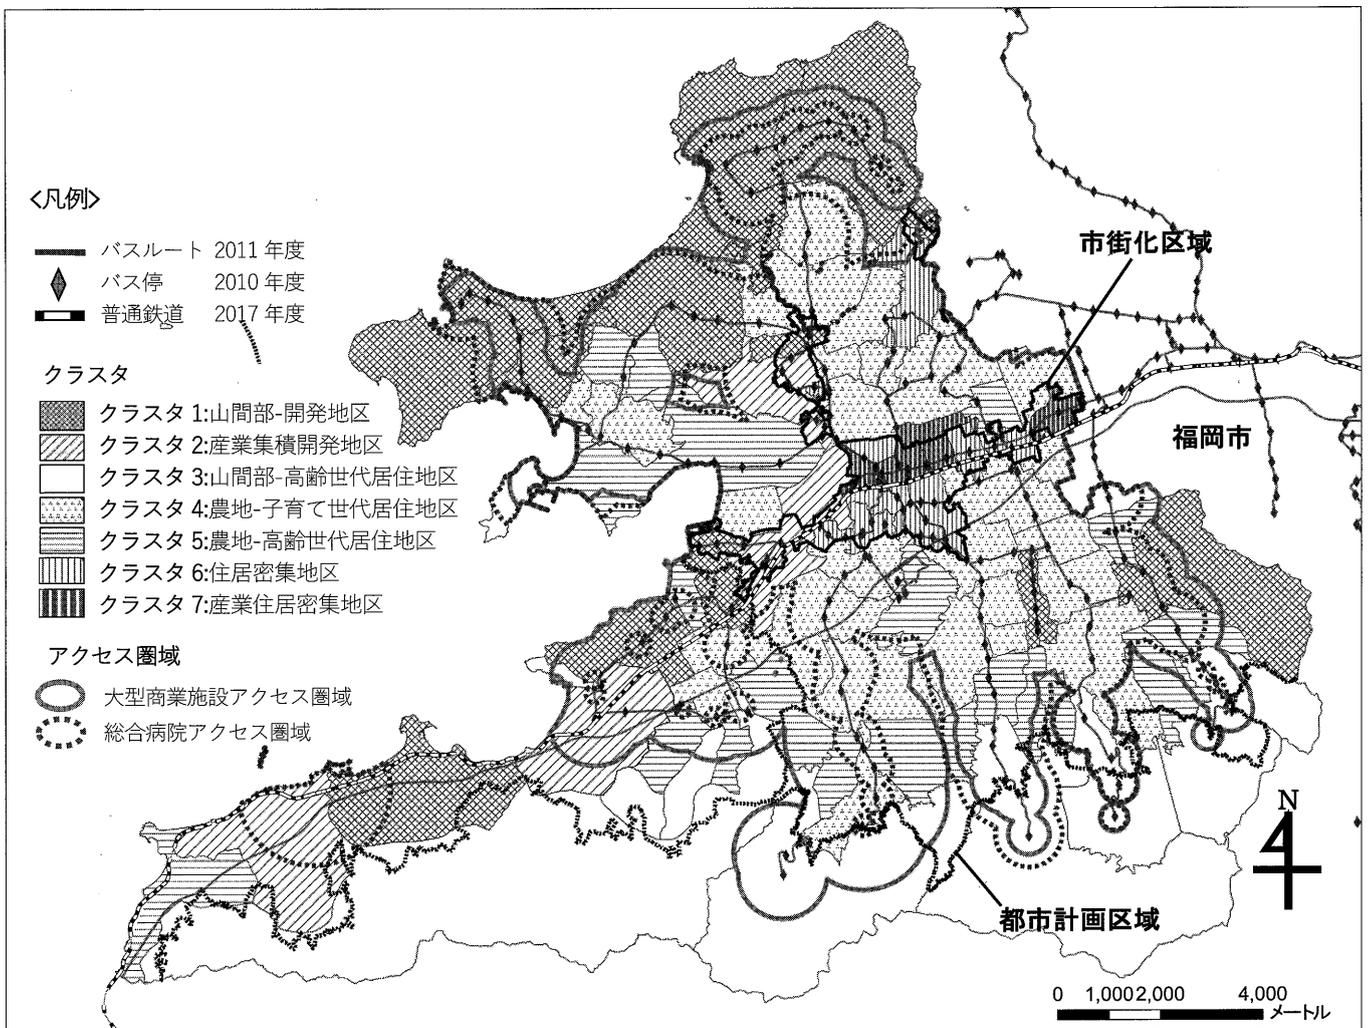 <凡例>
バスルート 2011 年度
バス停 2010 年度
普通鉄道 2017 年度
クラスタ
クラスタ 1:山間部-開発地区
クラスタ 2:産業集積開発地区
クラスタ 3:山間部-高齢世代居住地区
クラスタ 4:農地-子育て世代居住地区
クラスタ 5:農地-高齢世代居住地区
クラスタ 6:住居密集地区
クラスタ 7:産業住居密集地区
アクセス圏域
大型商業施設アクセス圏域
総合病院アクセス圏域
市街化区域
福岡市
都市計画区域
N
0 1,000 2,000 4,000
メートル